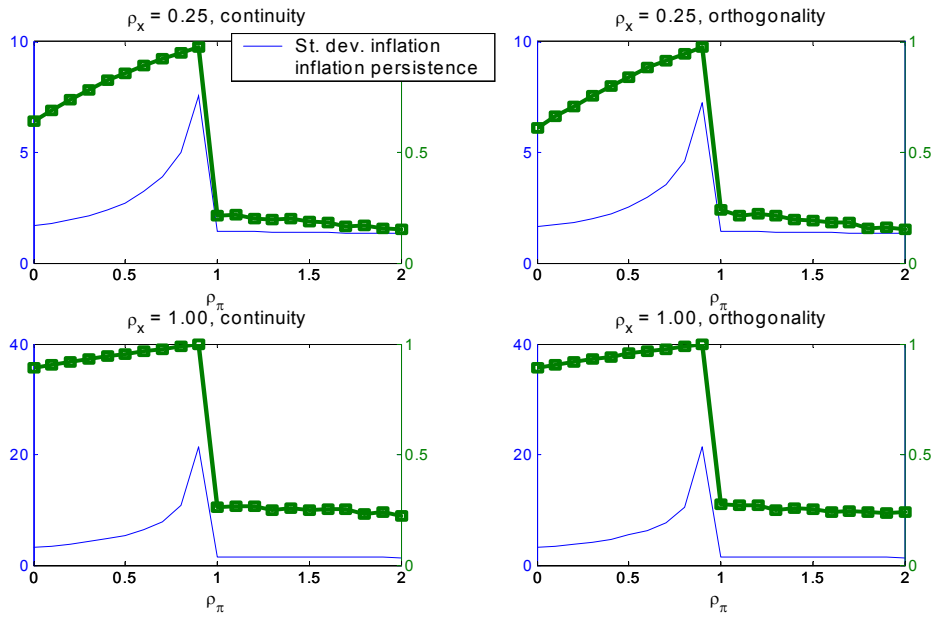 ρx = 0.25, continuity
ρx = 0.25, orthogonality
St. dev. inflation
inflation persistence
10
5
0
1
0.5
0
0 0.5 1 1.5 2
ρπ
10
5
0
1
0.5
0
0 0.5 1 1.5 2
ρπ
ρx = 1.00, continuity
ρx = 1.00, orthogonality
40
20
0
1
0.5
0
0 0.5 1 1.5 2
ρπ
40
20
0
1
0.5
0
0 0.5 1 1.5 2
ρπ